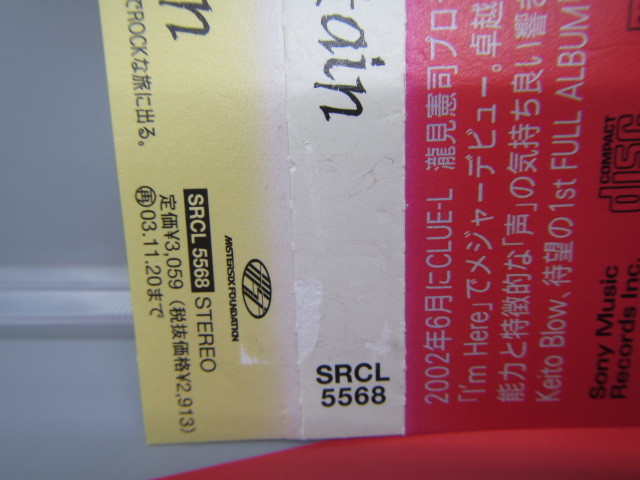 でROCKな旅に出る。
MISTERSIX FOUNDATION
SRCL 5568 STEREO
定価¥3,059(税抜価格¥2,913)
再03.11.20まで
SRCL
5568
2002年6月にCLUE-L 瀧見憲司プロ
「I'm Here」でメジャーデビュー。卓越
能力と特徴的な「声」の気持ち良い響き
Keito Blow、待望の1st FULL ALBUM
COMPACT
disc
Sony Music
Records Inc.